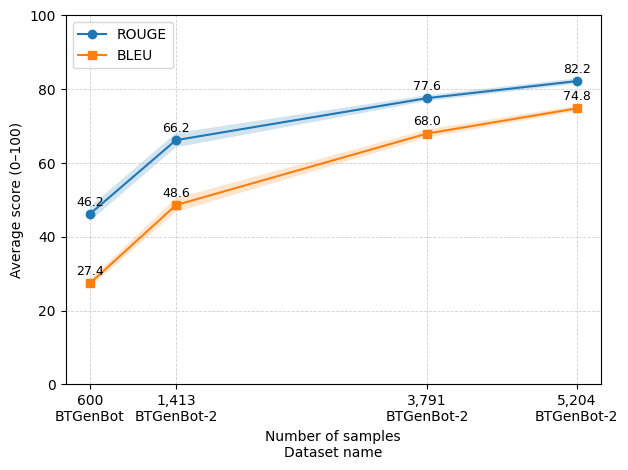 100
80
60
40
20
0
Average score (0–100)
ROUGE
BLEU
46.2
66.2
77.6
82.2
27.4
48.6
68.0
74.8
600 1,413 3,791 5,204
BTGenBot BTGenBot-2 BTGenBot-2 BTGenBot-2
Number of samples
Dataset name